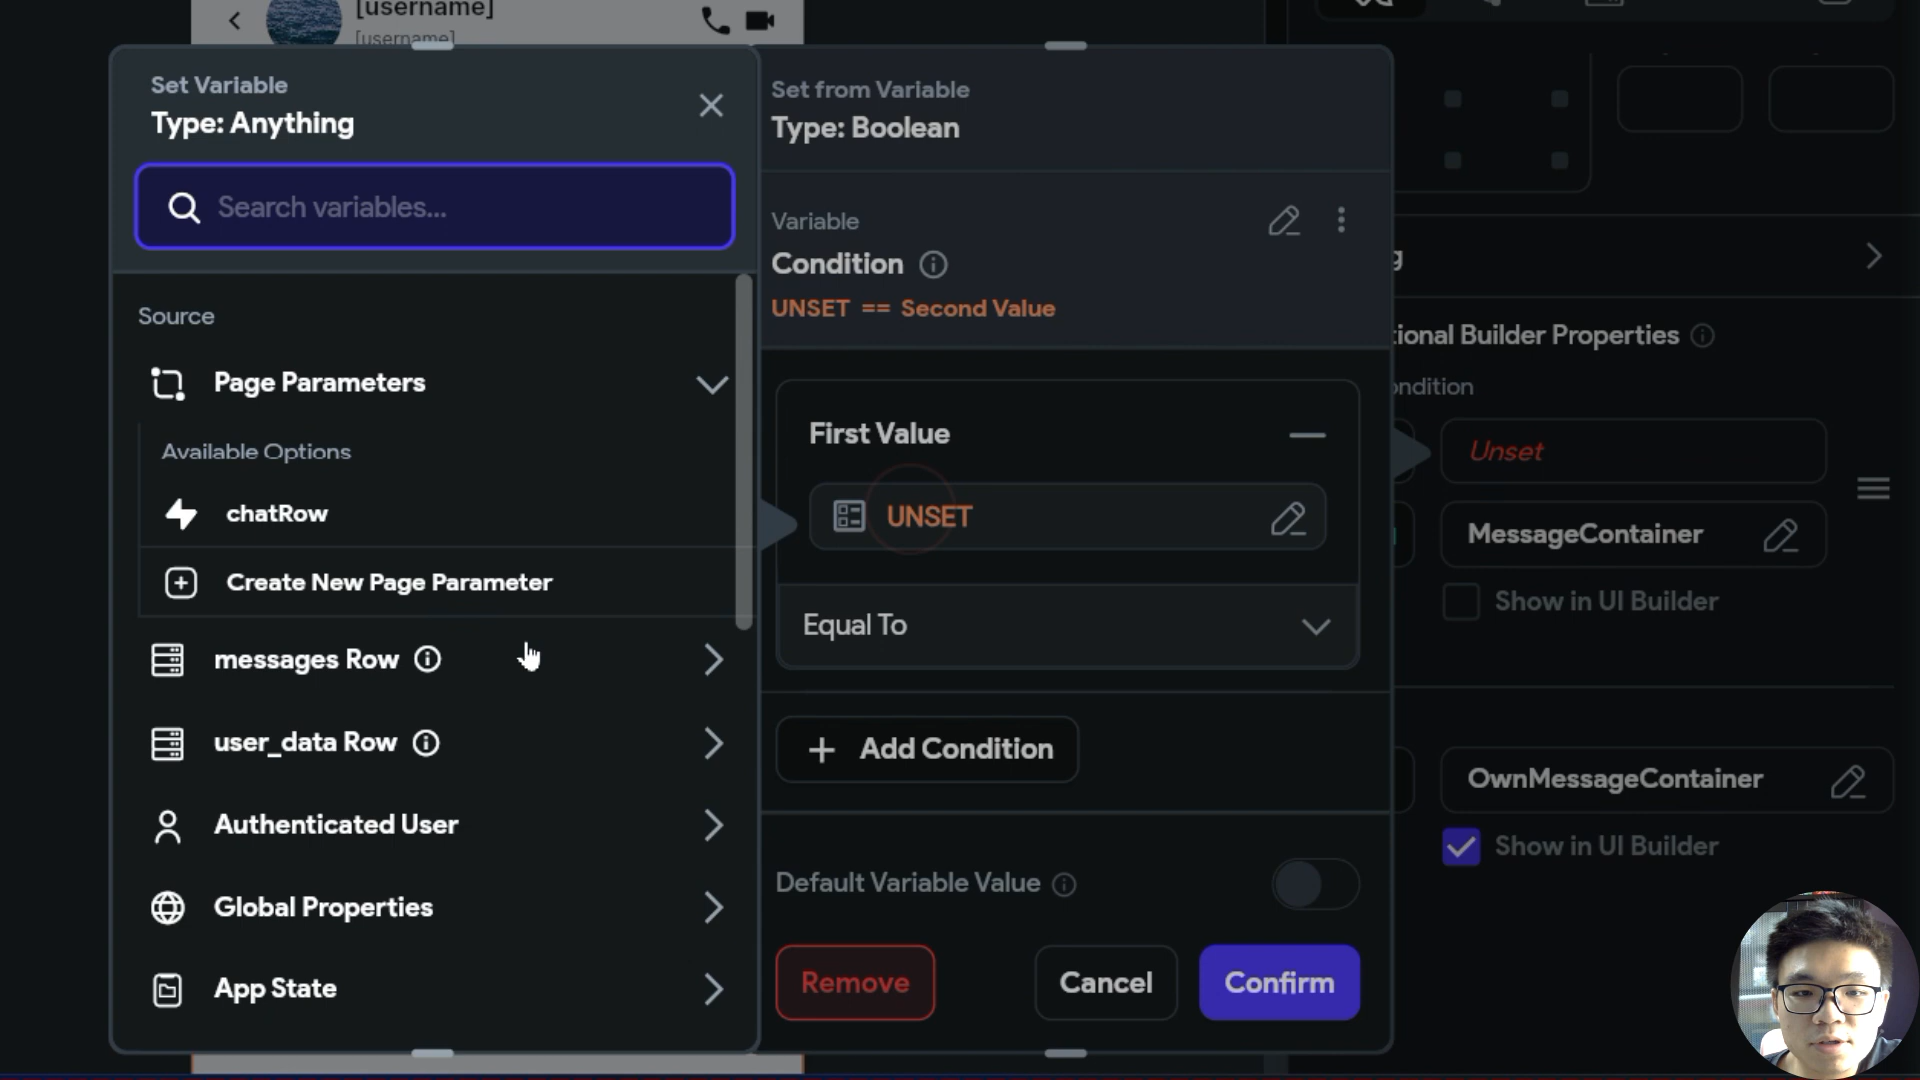 [username]
[username]
Set Variable
Type: Anything
Search variables...
Source
Page Parameters
Available Options
chatRow
Create New Page Parameter
messages Row
user_data Row
Authenticated User
Global Properties
App State
Set from Variable
Type: Boolean
Variable
Condition
UNSET == Second Value
First Value
UNSET
Equal To
Add Condition
Default Variable Value
Remove
Cancel
Confirm
tional Builder Properties
ondition
Unset
MessageContainer
Show in UI Builder
OwnMessageContainer
Show in UI Builder